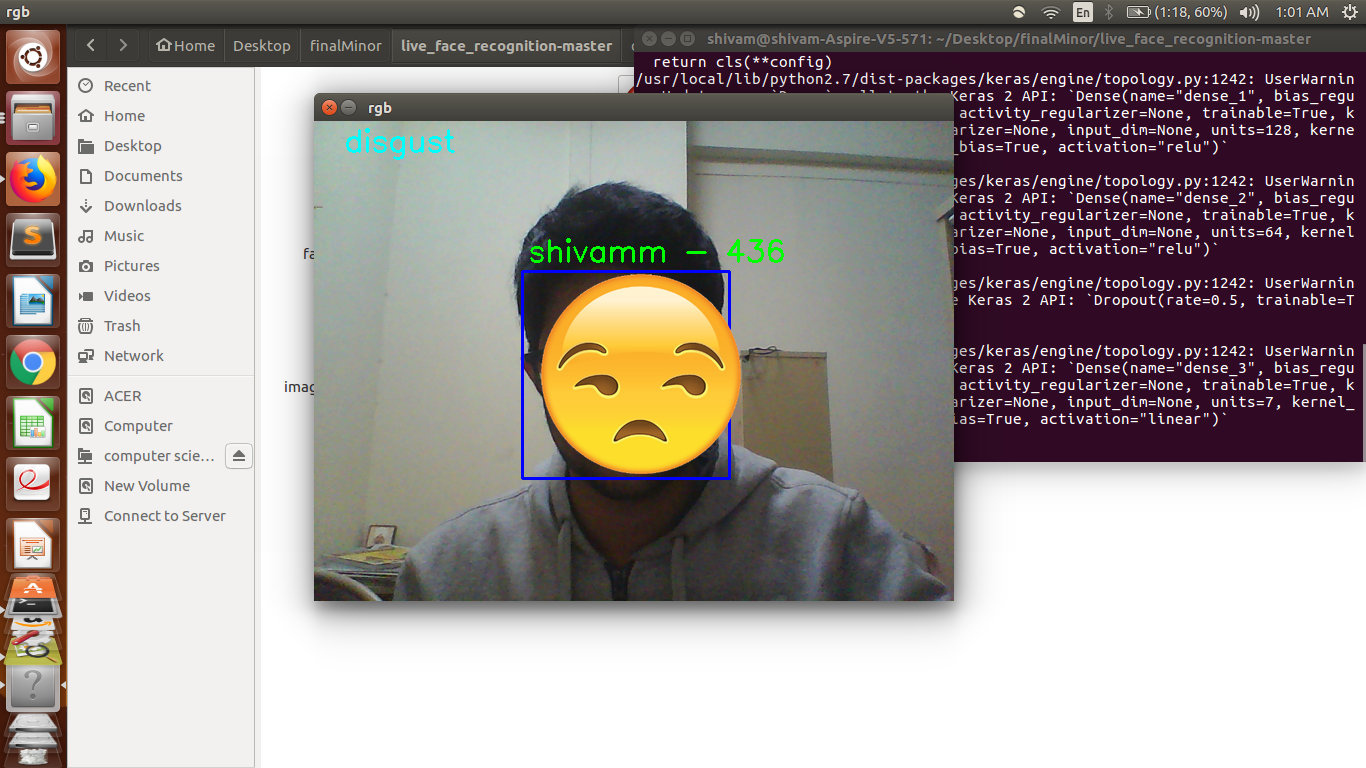 rgb
En
(1:18, 60%)
1:01 AM
Home
Desktop
finalMinor
live_face_recognition-master
shivam@shivam-Aspire-V5-571: ~/Desktop/finalMinor/live_face_recognition-master
Recent
Home
Desktop
Documents
Downloads
Music
Pictures
Videos
Trash
Network
ACER
Computer
computer scie...
New Volume
Connect to Server
rgb
disgust
shivamm - 436
return cls(**config)
/usr/local/lib/python2.7/dist-packages/keras/engine/topology.py:1242: UserWarnin
Keras 2 API: `Dense(name="dense_1", bias_regu
activity_regularizer=None, trainable=True, k
arizer=None, input_dim=None, units=128, kerne
_bias=True, activation="relu")`
ges/keras/engine/topology.py:1242: UserWarnin
Keras 2 API: `Dense(name="dense_2", bias_regu
activity_regularizer=None, trainable=True, k
arizer=None, input_dim=None, units=64, kernel
bias=True, activation="relu")`
ges/keras/engine/topology.py:1242: UserWarnin
e Keras 2 API: `Dropout(rate=0.5, trainable=T
ges/keras/engine/topology.py:1242: UserWarnin
Keras 2 API: `Dense(name="dense_3", bias_regu
activity_regularizer=None, trainable=True, k
arizer=None, input_dim=None, units=7, kernel_
ias=True, activation="linear")`